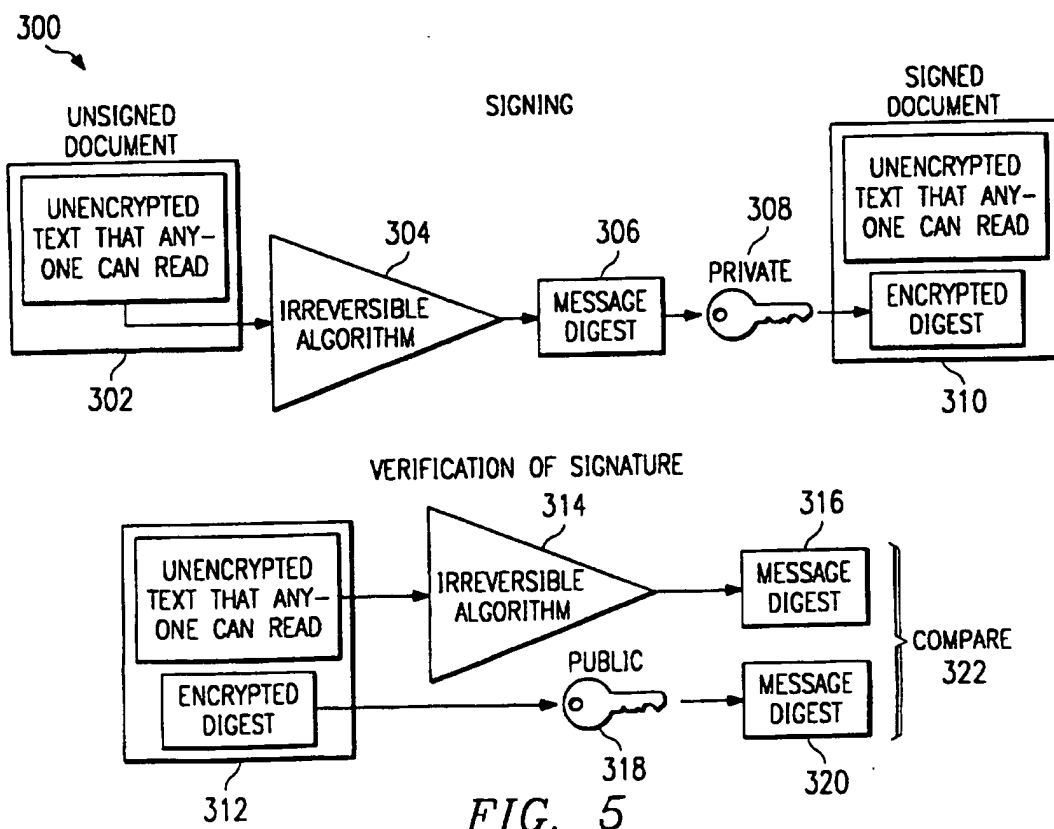 300
UNSIGNED
DOCUMENT
SIGNING
SIGNED
DOCUMENT
UNENCRYPTED
TEXT THAT ANY-
ONE CAN READ
302
304
IRREVERSIBLE
ALGORITHM
306
MESSAGE
DIGEST
308
PRIVATE
UNENCRYPTED
TEXT THAT ANY-
ONE CAN READ
ENCRYPTED
DIGEST
310
VERIFICATION OF SIGNATURE
UNENCRYPTED
TEXT THAT ANY-
ONE CAN READ
ENCRYPTED
DIGEST
312
314
IRREVERSIBLE
ALGORITHM
316
MESSAGE
DIGEST
PUBLIC
318
MESSAGE
DIGEST
320
COMPARE
322
FIG. 5